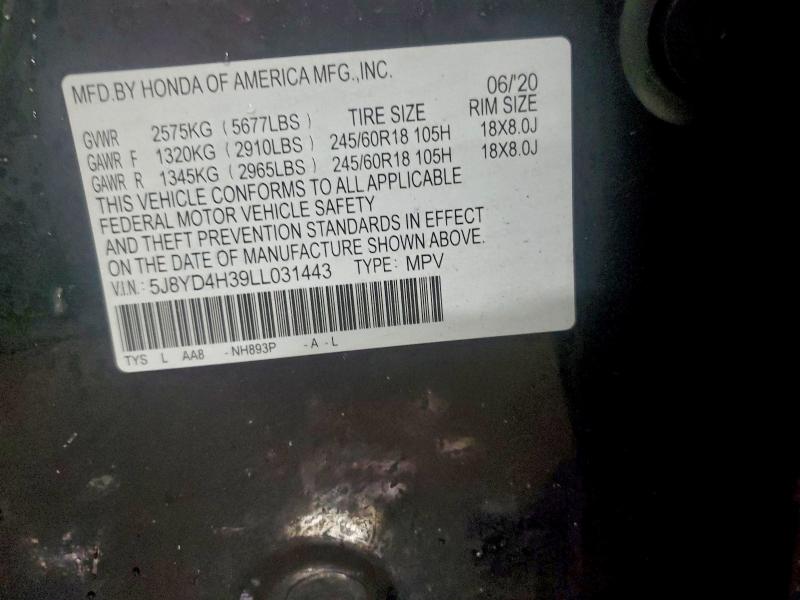 MFD.BY HONDA OF AMERICA MFG.,INC. 06/'20
GVWR 2575KG (5677LBS) TIRE SIZE RIM SIZE
GAWR F 1320KG (2910LBS) 245/60R18 105H 18X8.0J
GAWR R 1345KG (2965LBS) 245/60R18 105H 18X8.0J
THIS VEHICLE CONFORMS TO ALL APPLICABLE
FEDERAL MOTOR VEHICLE SAFETY
AND THEFT PREVENTION STANDARDS IN EFFECT
ON THE DATE OF MANUFACTURE SHOWN ABOVE.
V.I.N.: 5J8YD4H39LL031443 TYPE: MPV
TYS L AA8 -NH893P -A -L